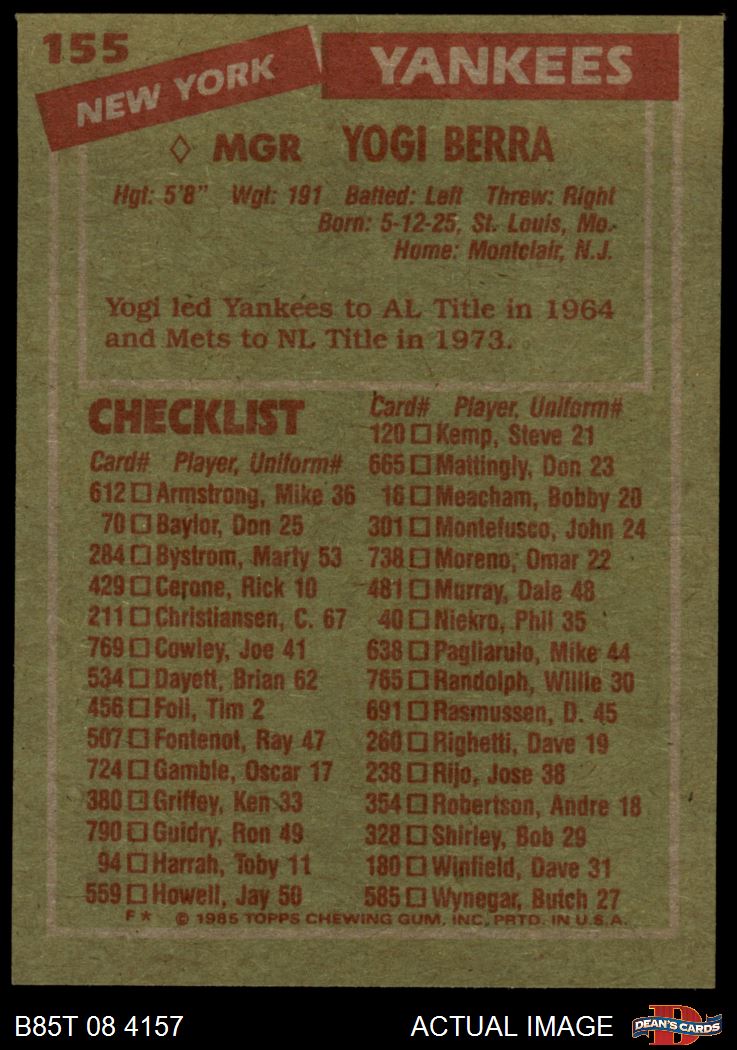 155
NEW YORK YANKEES
◊ MGR YOGI BERRA
Hgt: 5'8" Wgt: 191 Batted: Left Threw: Right
Born: 5-12-25, St. Louis, Mo.
Home: Montclair, N.J.
Yogi led Yankees to AL Title in 1964
and Mets to NL Title in 1973.
CHECKLIST
Card# Player, Uniform#
612 □ Armstrong, Mike 36
70 □ Baylor, Don 25
284 □ Bystrom, Marty 53
429 □ Cerone, Rick 10
211 □ Christiansen, C. 67
769 □ Cowley, Joe 41
534 □ Dayett, Brian 62
456 □ Foli, Tim 2
507 □ Fontenot, Ray 47
724 □ Gamble, Oscar 17
380 □ Griffey, Ken 33
790 □ Guidry, Ron 49
94 □ Harrah, Toby 11
559 □ Howell, Jay 50
Card# Player, Uniform#
120 □ Kemp, Steve 21
665 □ Mattingly, Don 23
16 □ Meacham, Bobby 20
301 □ Montefusco, John 24
738 □ Moreno, Omar 22
481 □ Murray, Dale 48
40 □ Niekro, Phil 35
638 □ Pagliarulo, Mike 44
765 □ Randolph, Willie 30
691 □ Rasmussen, D. 45
260 □ Righetti, Dave 19
238 □ Rijo, Jose 38
354 □ Robertson, Andre 18
328 □ Shirley, Bob 29
180 □ Winfield, Dave 31
585 □ Wynegar, Butch 27
F* © 1985 TOPPS CHEWING GUM, INC. PRTD. IN U.S.A.
B85T 08 4157
ACTUAL IMAGE
D
DEAN'S CARDS